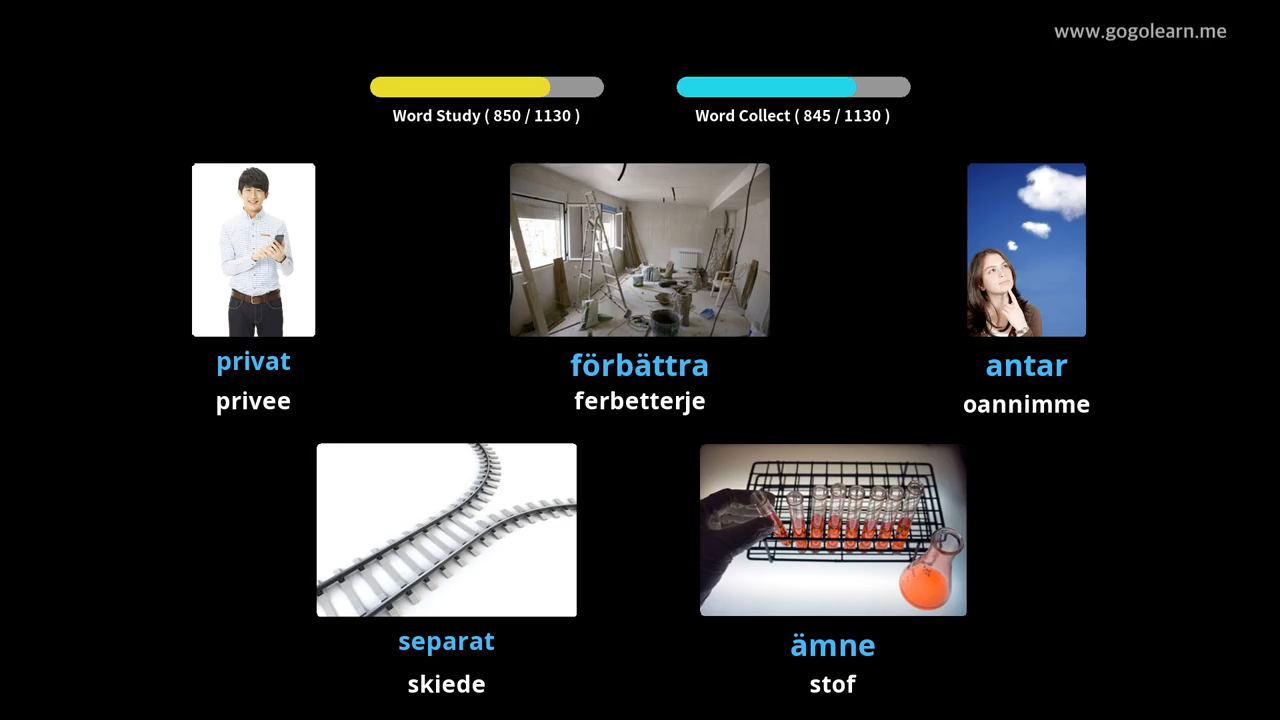 www.gogolearn.me
Word Study ( 850 / 1130 )
Word Collect ( 845 / 1130 )
privat
privee
förbättra
ferbetterje
antar
oannimme
separat
skiede
ämne
stof